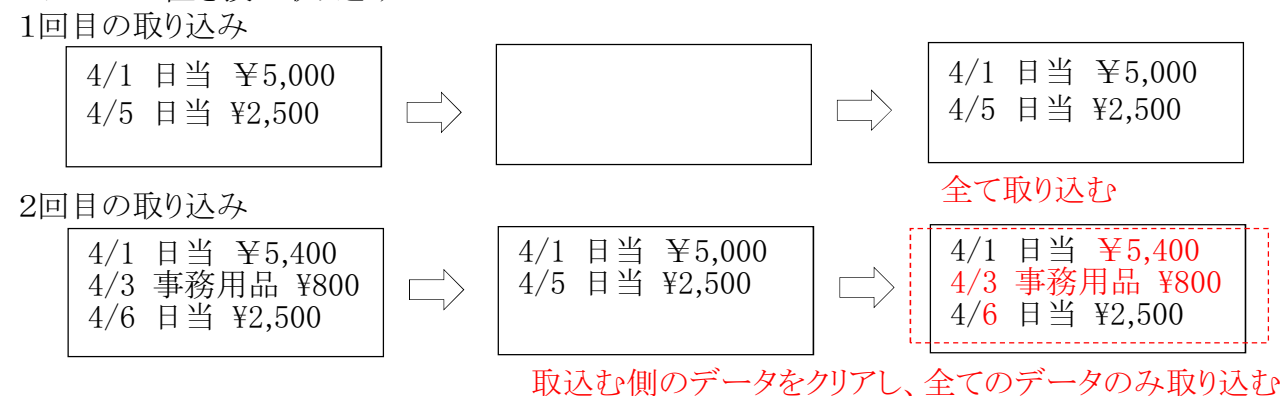 1回目の取り込み
4/1 日当 ￥5,000
4/5 日当 ¥2,500
4/1 日当 ￥5,000
4/5 日当 ¥2,500
全て取り込む
2回目の取り込み
4/1 日当 ￥5,400
4/3 事務用品 ¥800
4/6 日当 ¥2,500
4/1 日当 ￥5,000
4/5 日当 ¥2,500
4/1 日当 ￥5,400
4/3 事務用品 ¥800
4/6 日当 ¥2,500
取込む側のデータをクリアし、全てのデータのみ取り込む